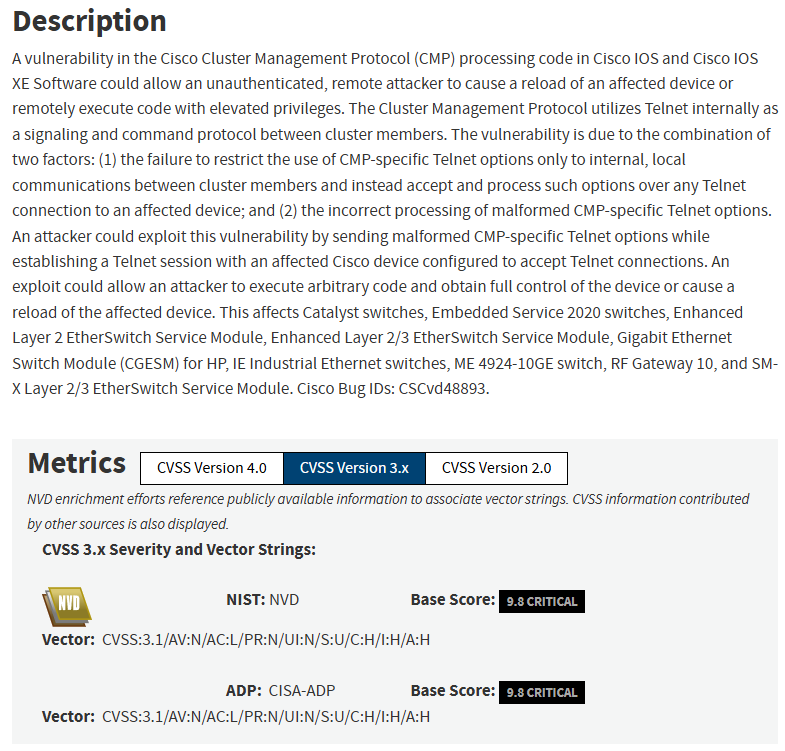 Description
A vulnerability in the Cisco Cluster Management Protocol (CMP) processing code in Cisco IOS and Cisco IOS
XE Software could allow an unauthenticated, remote attacker to cause a reload of an affected device or
remotely execute code with elevated privileges. The Cluster Management Protocol utilizes Telnet internally as
a signaling and command protocol between cluster members. The vulnerability is due to the combination of
two factors: (1) the failure to restrict the use of CMP-specific Telnet options only to internal, local
communications between cluster members and instead accept and process such options over any Telnet
connection to an affected device; and (2) the incorrect processing of malformed CMP-specific Telnet options.
An attacker could exploit this vulnerability by sending malformed CMP-specific Telnet options while
establishing a Telnet session with an affected Cisco device configured to accept Telnet connections. An
exploit could allow an attacker to execute arbitrary code and obtain full control of the device or cause a
reload of the affected device. This affects Catalyst switches, Embedded Service 2020 switches, Enhanced
Layer 2 EtherSwitch Service Module, Enhanced Layer 2/3 EtherSwitch Service Module, Gigabit Ethernet
Switch Module (CGESM) for HP, IE Industrial Ethernet switches, ME 4924-10GE switch, RF Gateway 10, and SM-
X Layer 2/3 EtherSwitch Service Module. Cisco Bug IDs: CSCvd48893.
Metrics CVSS Version 4.0 CVSS Version 3.x CVSS Version 2.0
NVD enrichment efforts reference publicly available information to associate vector strings. CVSS information contributed
by other sources is also displayed.
CVSS 3.x Severity and Vector Strings:
NVD NIST: NVD Base Score: 9.8 CRITICAL
Vector: CVSS:3.1/AV:N/AC:L/PR:N/UI:N/S:U/C:H/I:H/A:H
ADP: CISA-ADP Base Score: 9.8 CRITICAL
Vector: CVSS:3.1/AV:N/AC:L/PR:N/UI:N/S:U/C:H/I:H/A:H